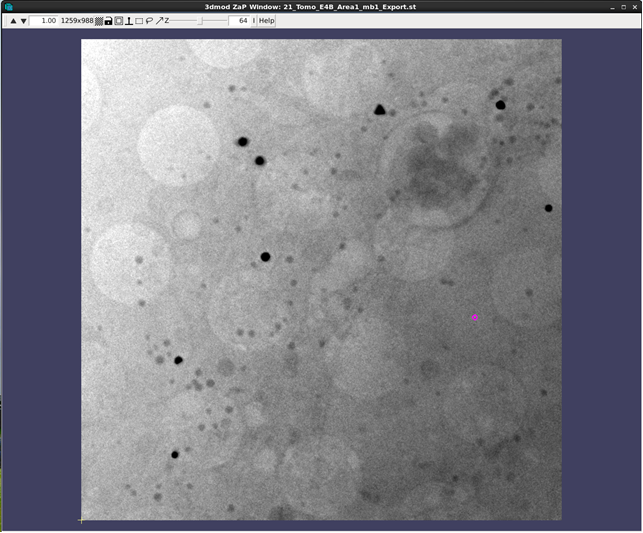 3dmod ZaP Window: 21_Tomo_E4B_Area1_mb1_Export.st
1.00 1259x988 Z 64 I Help